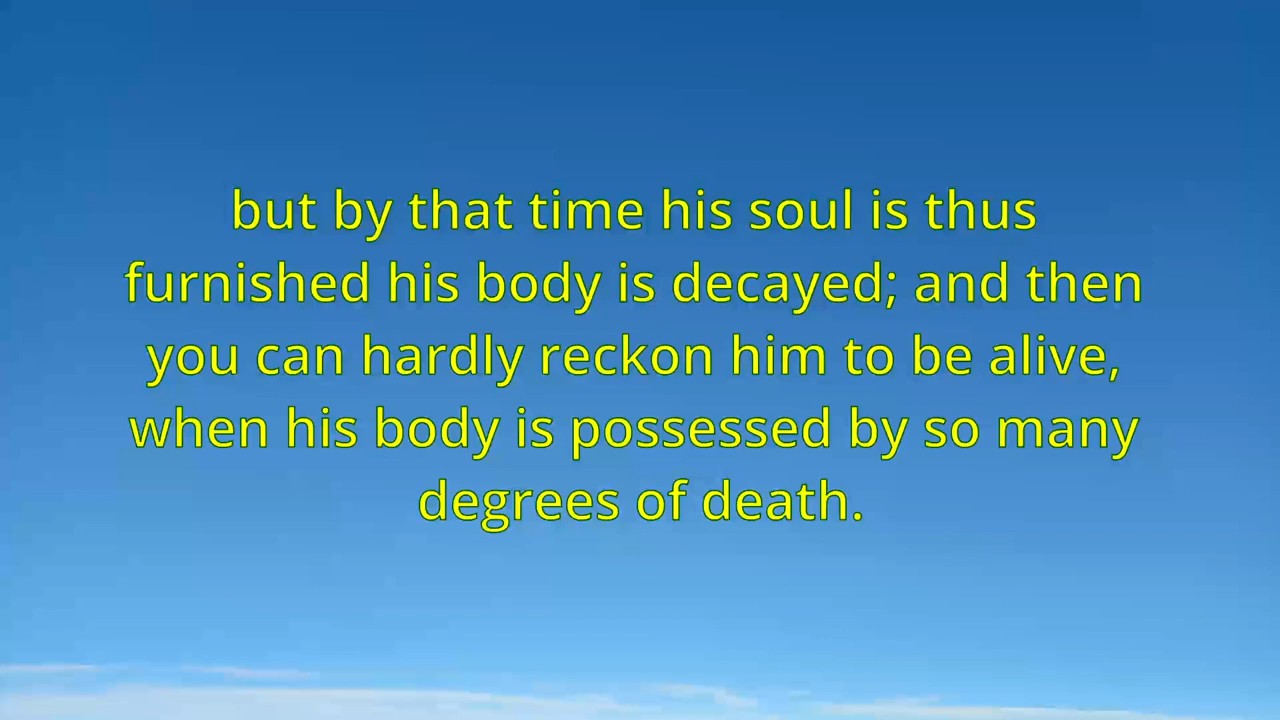 but by that time his soul is thus
furnished his body is decayed; and then
you can hardly reckon him to be alive,
when his body is possessed by so many
degrees of death.